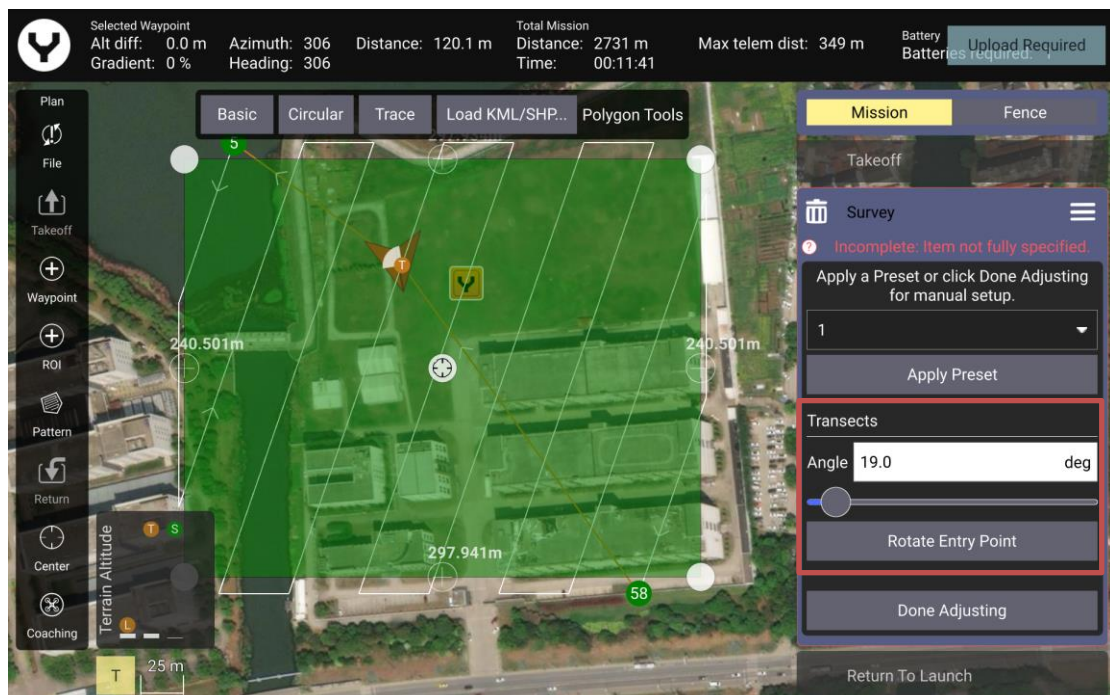 Selected Waypoint
Alt diff: 0.0 m Azimuth: 306 Distance: 120.1 m
Gradient: 0 % Heading: 306
Total Mission
Distance: 2731 m Max telem dist: 349 m
Time: 00:11:41
Battery
Batteries required:
Upload Required
Plan
File
Takeoff
Waypoint
ROI
Pattern
Return
Center
Coaching
Basic
Circular
Trace
Load KML/SHP...
Polygon Tools
5
T
240.501m
240.501m
297.941m
58
Terrain Altitude
T
S
L
T
25 m
Mission
Fence
Takeoff
Survey
? Incomplete: Item not fully specified.
Apply a Preset or click Done Adjusting
for manual setup.
1
Apply Preset
Transects
Angle 19.0 deg
Rotate Entry Point
Done Adjusting
Return To Launch